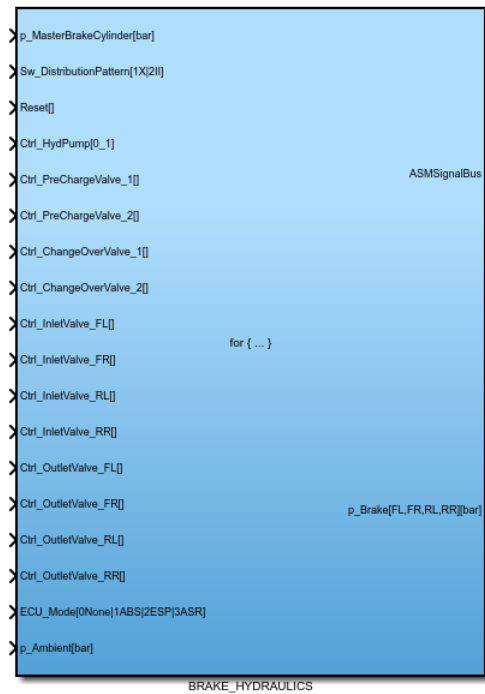 p_MasterBrakeCylinder[bar]
Sw_DistributionPattern[1X|2II]
Reset[]
Ctrl_HydPump[0_1]
Ctrl_PreChargeValve_1[]
ASMSignalBus
Ctrl_PreChargeValve_2[]
Ctrl_ChangeOverValve_1[]
Ctrl_ChangeOverValve_2[]
Ctrl_InletValve_FL[]
for { ... }
Ctrl_InletValve_FR[]
Ctrl_InletValve_RL[]
Ctrl_InletValve_RR[]
Ctrl_OutletValve_FL[]
Ctrl_OutletValve_FR[]
p_Brake[FL,FR,RL,RR][bar]
Ctrl_OutletValve_RL[]
Ctrl_OutletValve_RR[]
ECU_Mode[0None|1ABS|2ESP|3ASR]
p_Ambient[bar]
BRAKE_HYDRAULICS